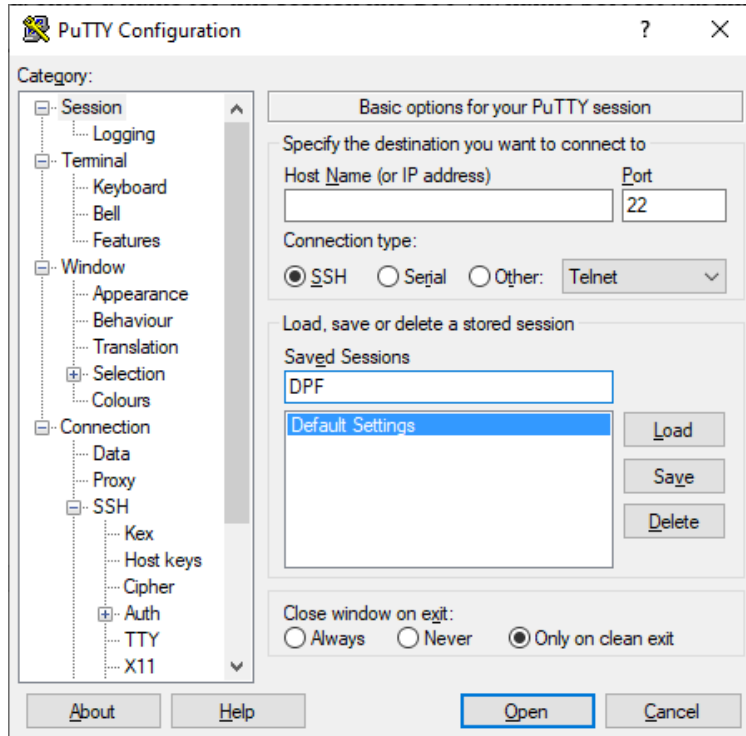 PuTTY Configuration
?
Category:
Session
Logging
Terminal
Keyboard
Bell
Features
Window
Appearance
Behaviour
Translation
Selection
Colours
Connection
Data
Proxy
SSH
Kex
Host keys
Cipher
Auth
TTY
X11
Basic options for your PuTTY session
Specify the destination you want to connect to
Host Name (or IP address) Port
22
Connection type:
SSH Serial Other: Telnet
Load, save or delete a stored session
Saved Sessions
DPF
Default Settings
Load
Save
Delete
Close window on exit:
Always Never Only on clean exit
About Help Open Cancel